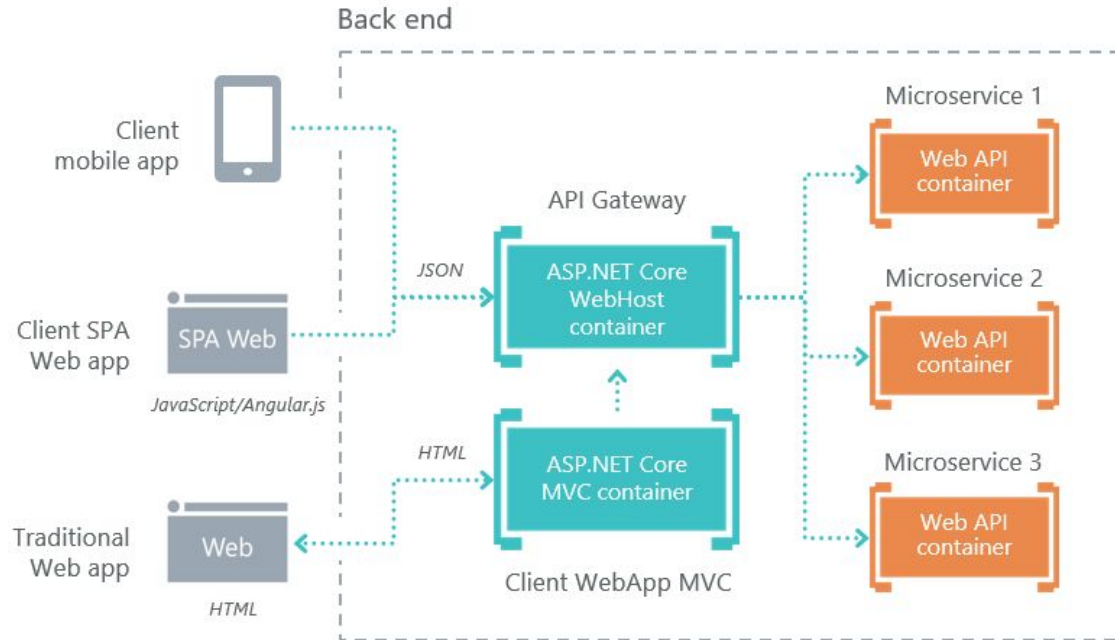 Back end
Client
mobile app
Client SPA
Web app
SPA Web
JavaScript/Angular.js
Traditional
Web app
Web
HTML
JSON
HTML
API Gateway
ASP.NET Core
WebHost
container
ASP.NET Core
MVC container
Client WebApp MVC
Microservice 1
Web API
container
Microservice 2
Web API
container
Microservice 3
Web API
container